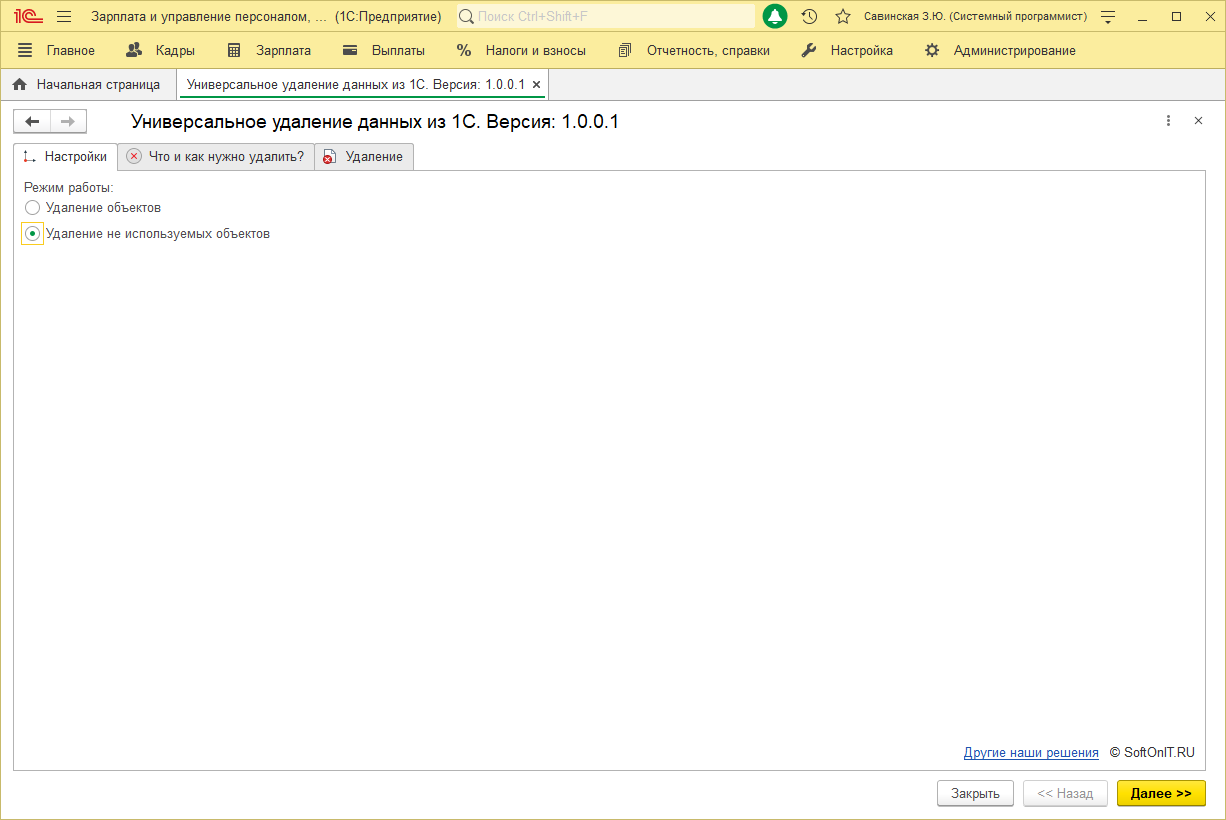 1С Зарплата и управление персоналом, ... (1С:Предприятие) Поиск Ctrl+Shift+F Савинская З.Ю. (Системный программист)
Главное Кадры Зарплата Выплаты % Налоги и взносы Отчетность, справки Настройка Администрирование
Начальная страница Универсальное удаление данных из 1С. Версия: 1.0.0.1 ×
Универсальное удаление данных из 1С. Версия: 1.0.0.1
Настройки Что и как нужно удалить? Удаление
Режим работы:
Удаление объектов
Удаление не используемых объектов
Другие наши решения © SoftOnIT.RU
Закрыть << Назад Далее >>